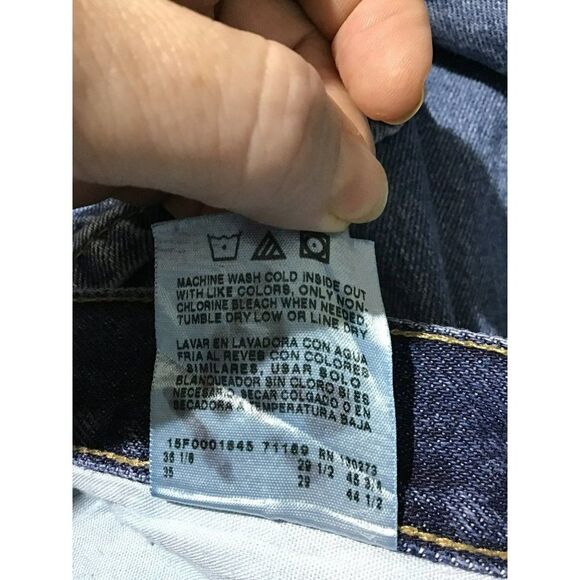 MACHINE WASH COLD INSIDE OUT
WITH LIKE COLORS, ONLY NON
CHLORINE BLEACH WHEN NEEDED
TUMBLE DRY LOW OR LINE DRY
LAVAR EN LAVADORA CON AGUA
FRIA AL REVES CON COLORES
SIMILARES USAR SOLO
BLANQUEADOR SIN CLORO SI ES
NECESARIO SECAR COLGADO O EN
SECADORA A TEMPERATURA BAJA
15F0001645 71169 RN 130273
36 1/8 29 1/2 45 3/8
35 29 44 1/2